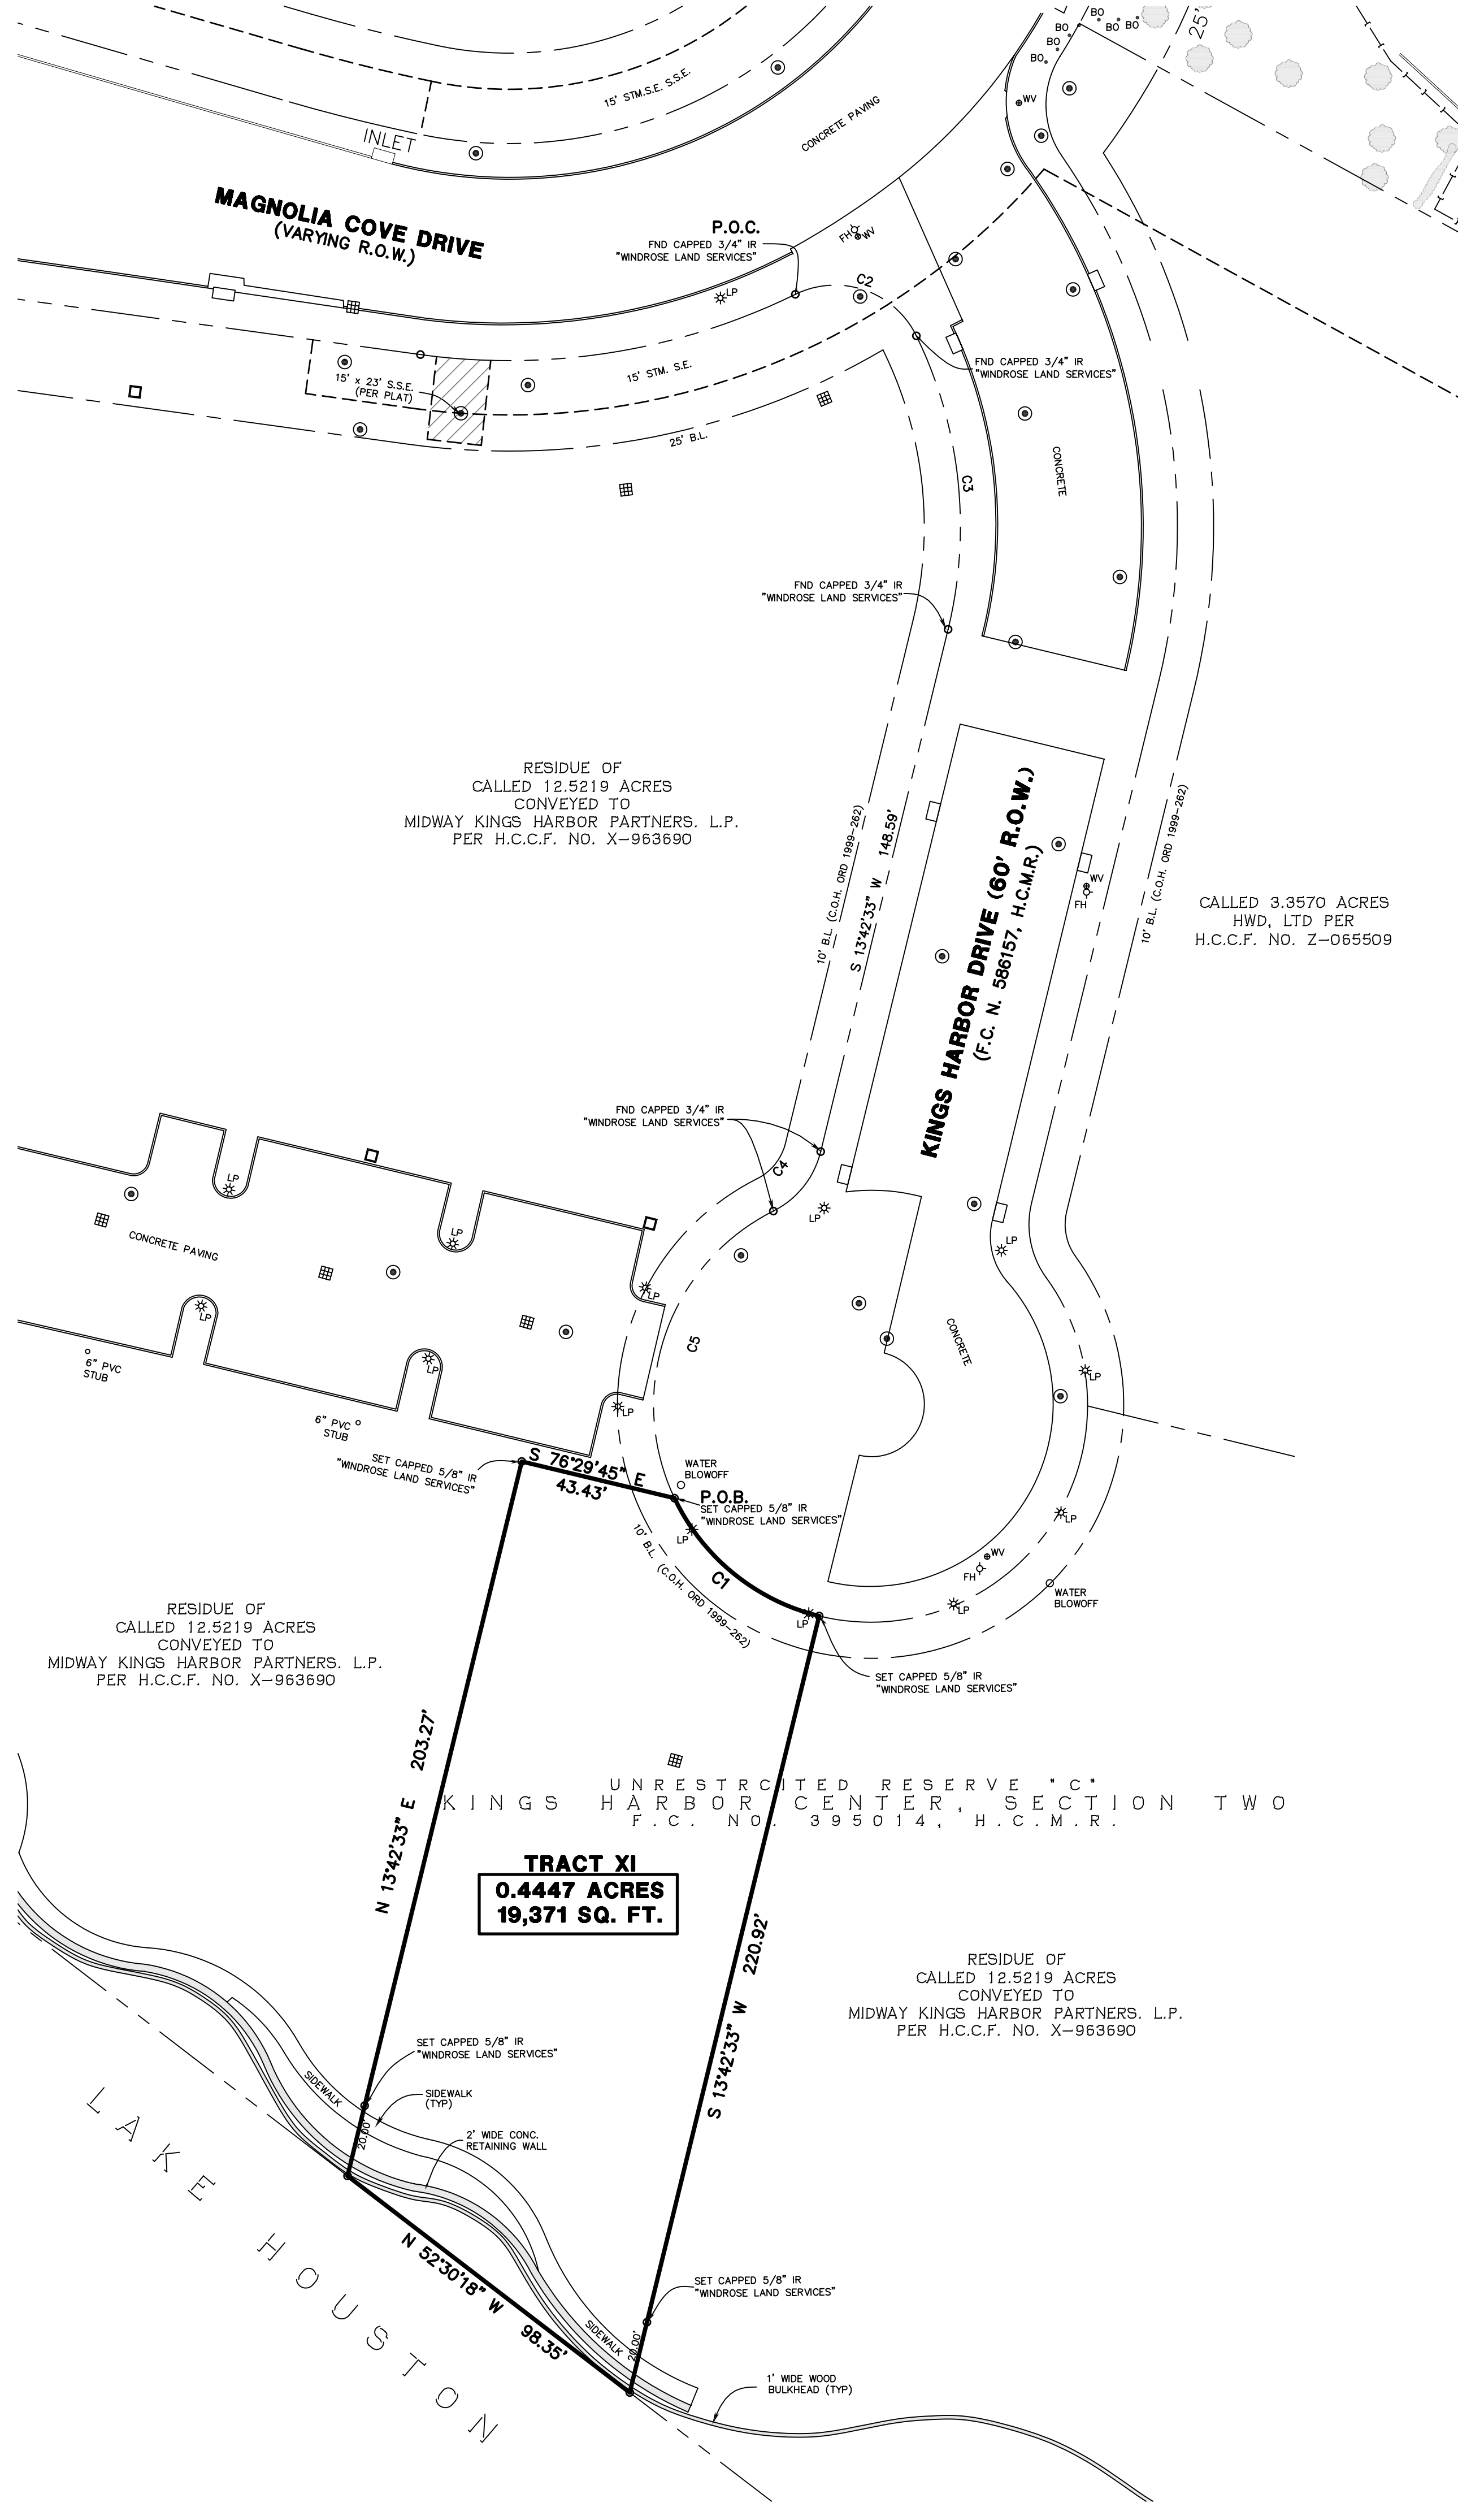 BO
BO
BO
BO
BO
BO
25'
WV
15' STM.S.E. S.S.E.
CONCRETE PAVING
INLET
MAGNOLIA COVE DRIVE
(VARYING R.O.W.)
P.O.C.
FND CAPPED 3/4" IR
"WINDROSE LAND SERVICES"
FH
WV
LP
C2
15' x 23' S.S.E.
(PER PLAT)
15' STM. S.E.
25' B.L.
FND CAPPED 3/4" IR
"WINDROSE LAND SERVICES"
CONCRETE
C3
FND CAPPED 3/4" IR
"WINDROSE LAND SERVICES"
RESIDUE OF
CALLED 12.5219 ACRES
CONVEYED TO
MIDWAY KINGS HARBOR PARTNERS. L.P.
PER H.C.C.F. NO. X-963690
10' B.L. (C.O.H. ORD 1999-262)
S 13°42'33" W 148.59'
KINGS HARBOR DRIVE (60' R.O.W.)
(F.C. N. 586157, H.C.M.R.)
WV
FH
10' B.L. (C.O.H. ORD 1999-262)
CALLED 3.3570 ACRES
HWD, LTD PER
H.C.C.F. NO. Z-065509
FND CAPPED 3/4" IR
"WINDROSE LAND SERVICES"
C4
LP
LP
LP
LP
CONCRETE PAVING
LP
LP
LP
C5
CONCRETE
LP
LP
6" PVC
STUB
6" PVC
STUB
SET CAPPED 5/8" IR
"WINDROSE LAND SERVICES"
S 76°29'45" E
43.43'
WATER
BLOWOFF
P.O.B.
SET CAPPED 5/8" IR
"WINDROSE LAND SERVICES"
LP
10' B.L. (C.O.H. ORD 1999-262)
C1
LP
WV
FH
LP
LP
WATER
BLOWOFF
SET CAPPED 5/8" IR
"WINDROSE LAND SERVICES"
RESIDUE OF
CALLED 12.5219 ACRES
CONVEYED TO
MIDWAY KINGS HARBOR PARTNERS. L.P.
PER H.C.C.F. NO. X-963690
N 13°42'33" E 203.27'
UNRESTRCITED RESERVE "C"
KINGS HARBOR CENTER, SECTION TWO
F.C. NO. 395014, H.C.M.R.
TRACT XI
0.4447 ACRES
19,371 SQ. FT.
S 13°42'33" W 220.92'
RESIDUE OF
CALLED 12.5219 ACRES
CONVEYED TO
MIDWAY KINGS HARBOR PARTNERS. L.P.
PER H.C.C.F. NO. X-963690
SET CAPPED 5/8" IR
"WINDROSE LAND SERVICES"
SIDEWALK
SIDEWALK
(TYP)
20.00'
2' WIDE CONC.
RETAINING WALL
LAKE HOUSTON
N 52°30'18" W 98.35'
SET CAPPED 5/8" IR
"WINDROSE LAND SERVICES"
SIDEWALK
20.00'
1' WIDE WOOD
BULKHEAD (TYP)